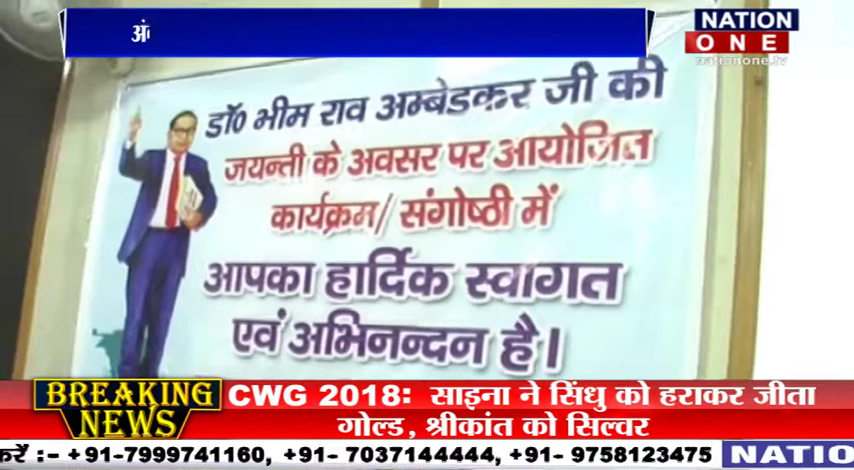 अं
NATION
ONE
nationone.tv
डॉ० भीम राव अम्बेडकर जी की
जयन्ती के अवसर पर आयोजित
कार्यक्रम/ संगोष्ठी में
आपका हार्दिक स्वागत
एवं अभिनन्दन है।
BREAKING
NEWS
CWG 2018: साइना ने सिंधु को हराकर जीता
गोल्ड, श्रीकांत को सिल्वर
करें :- +91-7999741160, +91- 7037144444, +91- 9758123475 NATIO